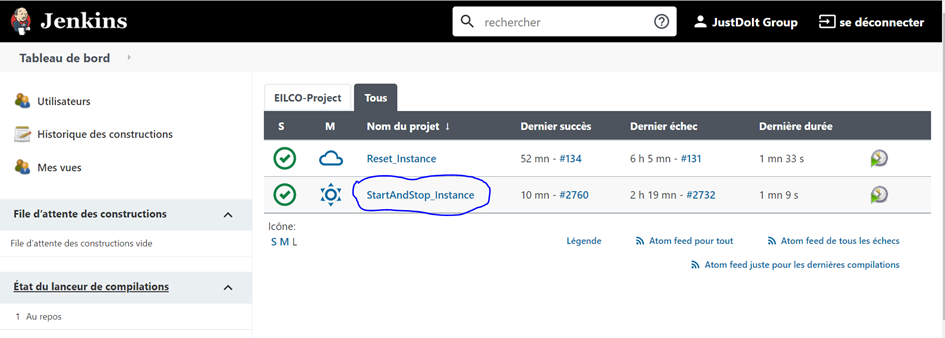 Jenkins
rechercher
JustDoIt Group
se déconnecter
Tableau de bord
Utilisateurs
Historique des constructions
Mes vues
File d'attente des constructions
File d'attente des constructions vide
État du lanceur de compilations
1 Au repos
EILCO-Project Tous
S M Nom du projet ↓ Dernier succès Dernier échec Dernière durée
Reset_Instance 52 mn - #134 6 h 5 mn - #131 1 mn 33 s
StartAndStop_Instance 10 mn - #2760 2 h 19 mn - #2732 1 mn 9 s
Icône:
S M L
Légende Atom feed pour tout Atom feed de tous les échecs
Atom feed juste pour les dernières compilations